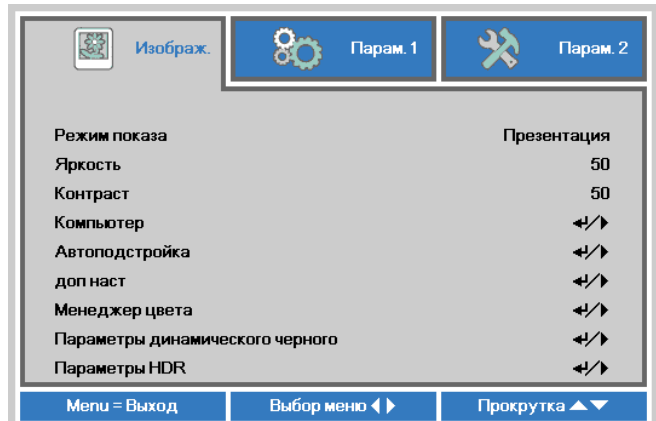 Изображ. Парам. 1 Парам. 2
Режим показа Презентация
Яркость 50
Контраст 50
Компьютер ↵/▶
Автоподстройка ↵/▶
доп наст ↵/▶
Менеджер цвета ↵/▶
Параметры динамического черного ↵/▶
Параметры HDR ↵/▶
Menu = Выход Выбор меню ◀▶ Прокрутка ▲▼